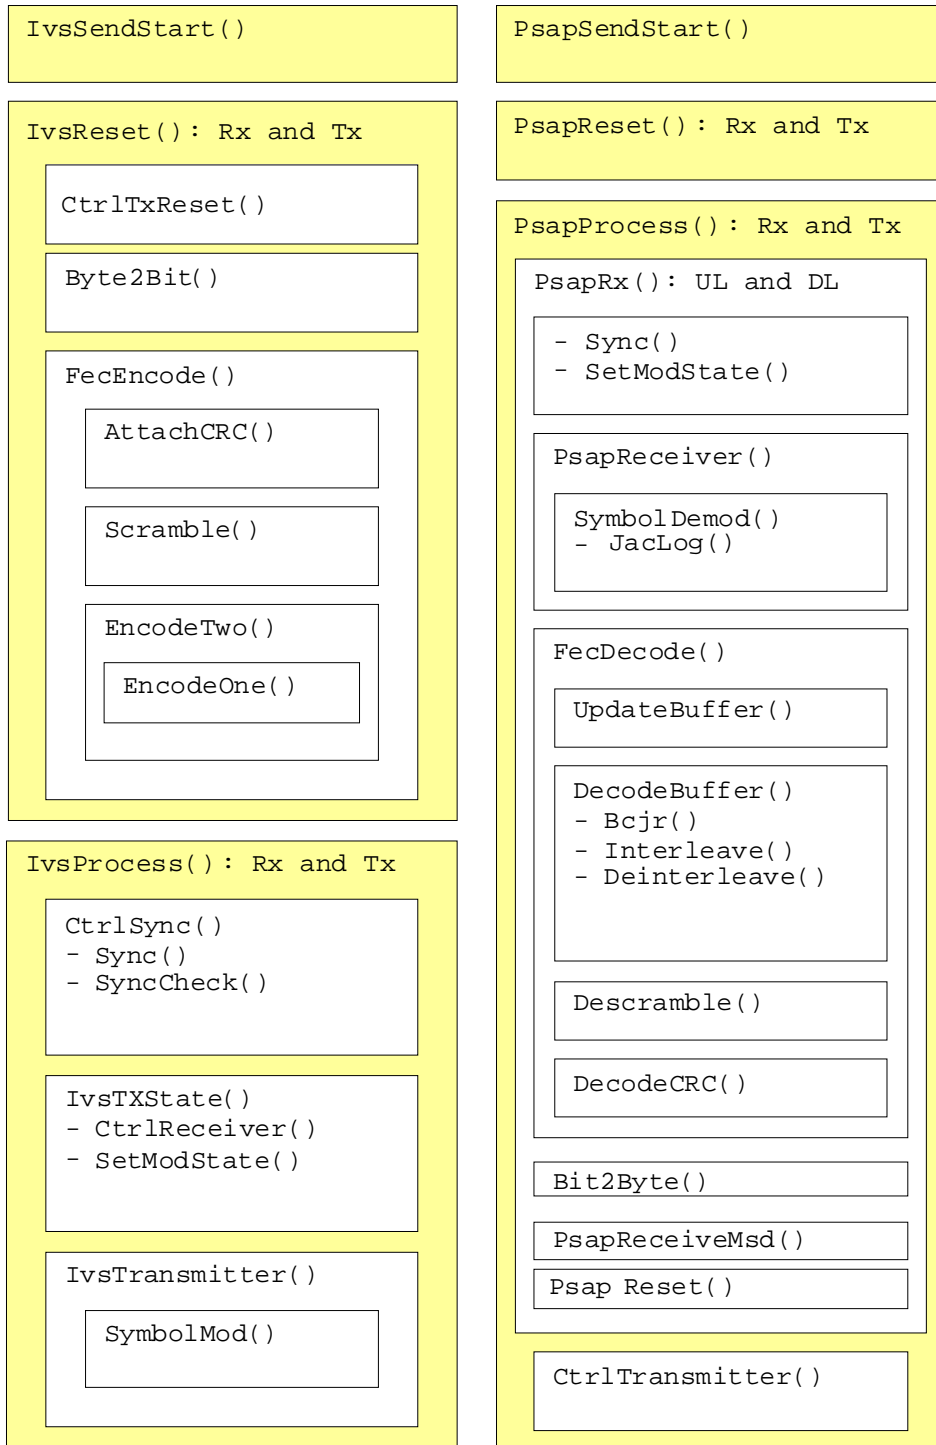 IvsSendStart()
IvsReset(): Rx and Tx
CtrlTxReset()
Byte2Bit()
FecEncode()
AttachCRC()
Scramble()
EncodeTwo()
EncodeOne()
IvsProcess(): Rx and Tx
CtrlSync()
- Sync()
- SyncCheck()
IvsTXState()
- CtrlReceiver()
- SetModState()
IvsTransmitter()
SymbolMod()
PsapSendStart()
PsapReset(): Rx and Tx
PsapProcess(): Rx and Tx
PsapRx(): UL and DL
- Sync()
- SetModState()
PsapReceiver()
SymbolDemod()
- JacLog()
FecDecode()
UpdateBuffer()
DecodeBuffer()
- Bcjr()
- Interleave()
- Deinterleave()
Descramble()
DecodeCRC()
Bit2Byte()
PsapReceiveMsd()
Psap Reset()
CtrlTransmitter()